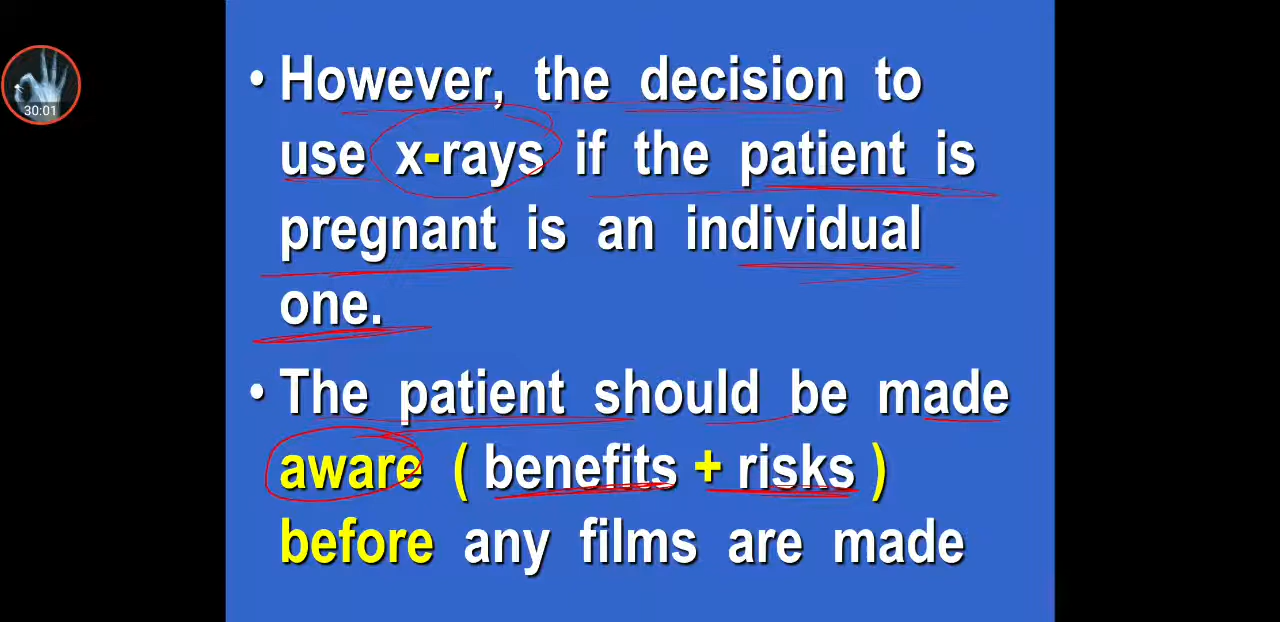 30:01
• However, the decision to
use x-rays if the patient is
pregnant is an individual
one.
• The patient should be made
aware ( benefits + risks )
before any films are made